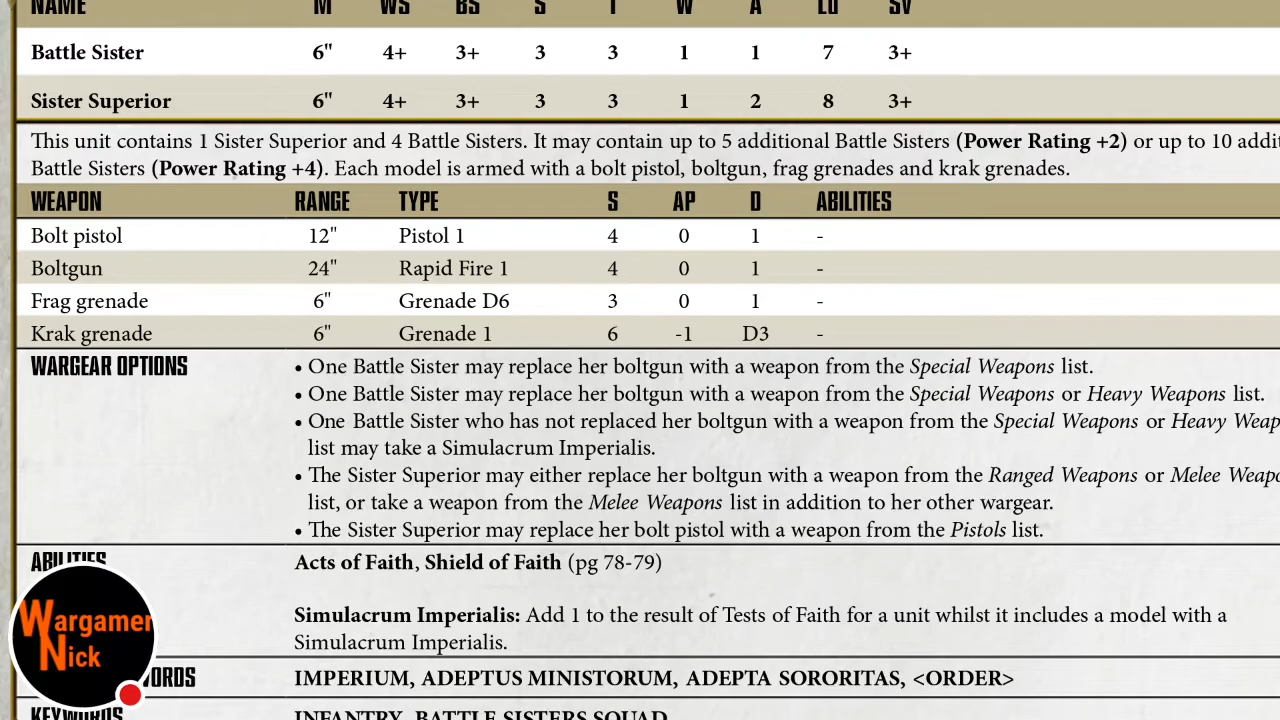 NAME M WS BS S T W A LD SV
Battle Sister 6" 4+ 3+ 3 3 1 1 7 3+
Sister Superior 6" 4+ 3+ 3 3 1 2 8 3+
This unit contains 1 Sister Superior and 4 Battle Sisters. It may contain up to 5 additional Battle Sisters (Power Rating +2) or up to 10
Battle Sisters (Power Rating +4). Each model is armed with a bolt pistol, boltgun, frag grenades and krak grenades.
WEAPON RANGE TYPE S AP D ABILITIES
Bolt pistol 12" Pistol 1 4 0 1 -
Boltgun 24" Rapid Fire 1 4 0 1 -
Frag grenade 6" Grenade D6 3 0 1 -
Krak grenade 6" Grenade 1 6 -1 D3 -
WARGEAR OPTIONS • One Battle Sister may replace her boltgun with a weapon from the Special Weapons list.
• One Battle Sister may replace her boltgun with a weapon from the Special Weapons or Heavy Weapons list.
• One Battle Sister who has not replaced her boltgun with a weapon from the Special Weapons or Heavy
list may take a Simulacrum Imperialis.
• The Sister Superior may either replace her boltgun with a weapon from the Ranged Weapons or Melee
list, or take a weapon from the Melee Weapons list in addition to her other wargear.
• The Sister Superior may replace her bolt pistol with a weapon from the Pistols list.
ABILITIES Acts of Faith, Shield of Faith (pg 78-79)
Simulacrum Imperialis: Add 1 to the result of Tests of Faith for a unit whilst it includes a model with a
Simulacrum Imperialis.
IMPERIUM, ADEPTUS MINISTORUM, ADEPTA SORORITAS, <ORDER>
KEYWORDS INFANTRY, BATTLE SISTERS SQUAD
Wargamer
Nick